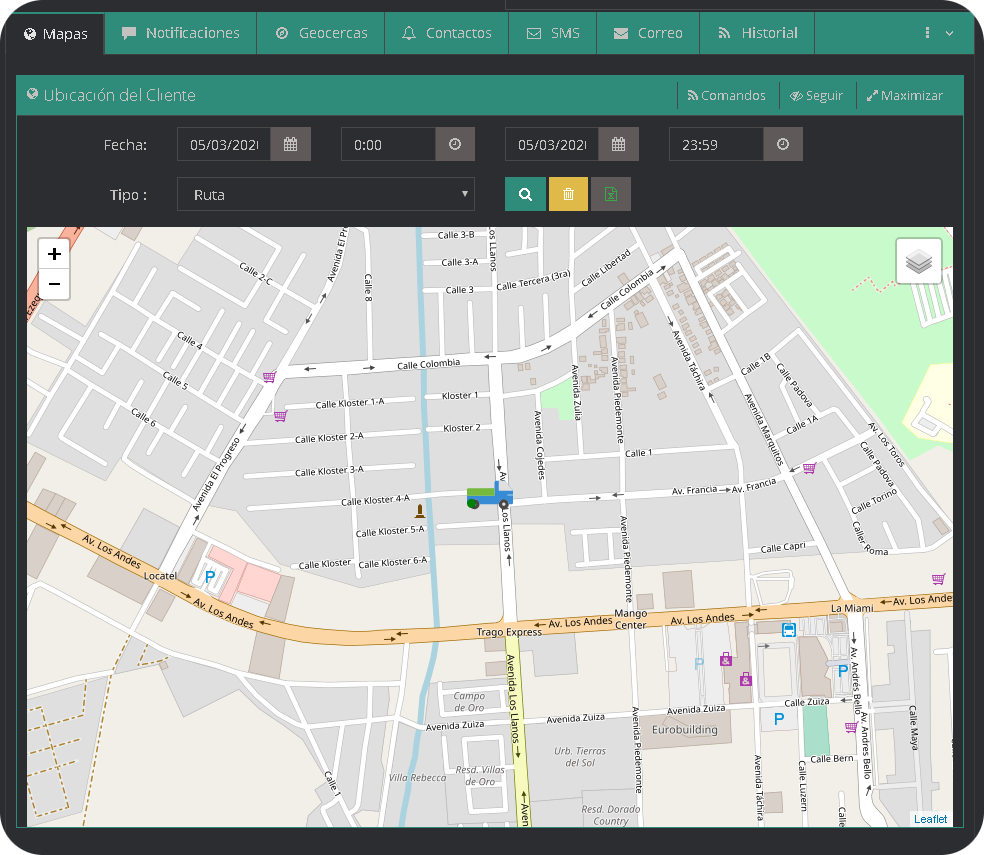 Mapas
Notificaciones
Geocercas
Contactos
SMS
Correo
Historial
Ubicación del Cliente
Comandos
Seguir
Maximizar
Fecha:
05/03/202
0:00
05/03/202
23:59
Tipo :
Ruta
+
−
Calle 3-B
Calle 3-A
Calle 3
Calle Tercera (3ra)
Calle Libertad
Calle Colombia
Calle 2-C
Calle 8
Avenida El Pr
Los LLanos
Calle 4
Calle 5
Calle 6
Calle Colombia
Calle Kloster 1-A
Kloster 1
Calle Kloster 2-A
Kloster 2
Calle Kloster 3-A
Calle Kloster 4-A
Calle Kloster 5-A
Calle Kloster
Calle Kloster 6-A
Avenida El Progreso
Avenida Cojedes
Avenida Zulia
Avenida Piedemonte
Avenida Táchira
Avenida Marquitos
Calle 1B
Calle Padova
Calle 1A
Av. Los Toros
Calle Padova
Calle Torino
Caller Roma
Calle 1
Av. Francia
Av. Francia
Calle Capri
Av
Los Llanos
Avenida Piedemonte
Av. Los Andes
Locatel
P
Av. Los Andes
Trago Express
Av. Los Andes
Mango
Center
Av. Los Andes
La Miami
Av. Los Ande
Campo
de Oro
Avenida Zuiza
Avenida Zuiza
Avenida Zuiza
Calle Zuiza
Eurobuilding
P
P
P
Av. Andrés Bello
Av. Andres Bello
Calle Maya
Avenida Los Llanos
Avenida Piedemonte
Urb. Tierras
del Sol
Resd. Villas
de Oro
Villa Rebecca
Calle 1
Resd. Dorado
Country
Avenida Táchira
Calle Luzern
Calle Bern
Calle
Aven
Leaflet